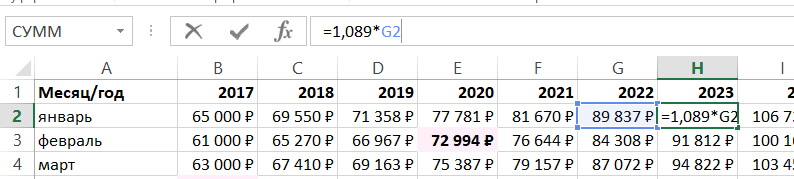 СУММ =1,089*G2
A B C D E F G H I
1 Месяц/год 2017 2018 2019 2020 2021 2022 2023
2 январь 65 000 ₽ 69 550 ₽ 71 358 ₽ 77 781 ₽ 81 670 ₽ 89 837 ₽ =1,089*G2 106 7
3 февраль 61 000 ₽ 65 270 ₽ 66 967 ₽ 72 994 ₽ 76 644 ₽ 84 308 ₽ 91 812 ₽ 100 1
4 март 63 000 ₽ 67 410 ₽ 69 163 ₽ 75 387 ₽ 79 157 ₽ 87 072 ₽ 94 822 ₽ 103 4